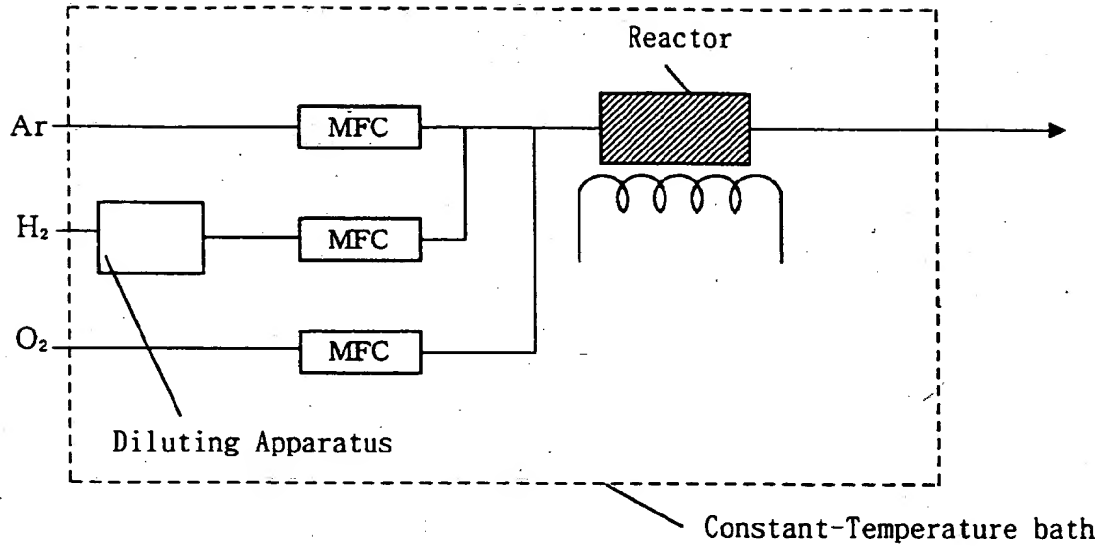 Reactor
Ar
MFC
H₂
MFC
O₂
MFC
Diluting Apparatus
Constant-Temperature bath